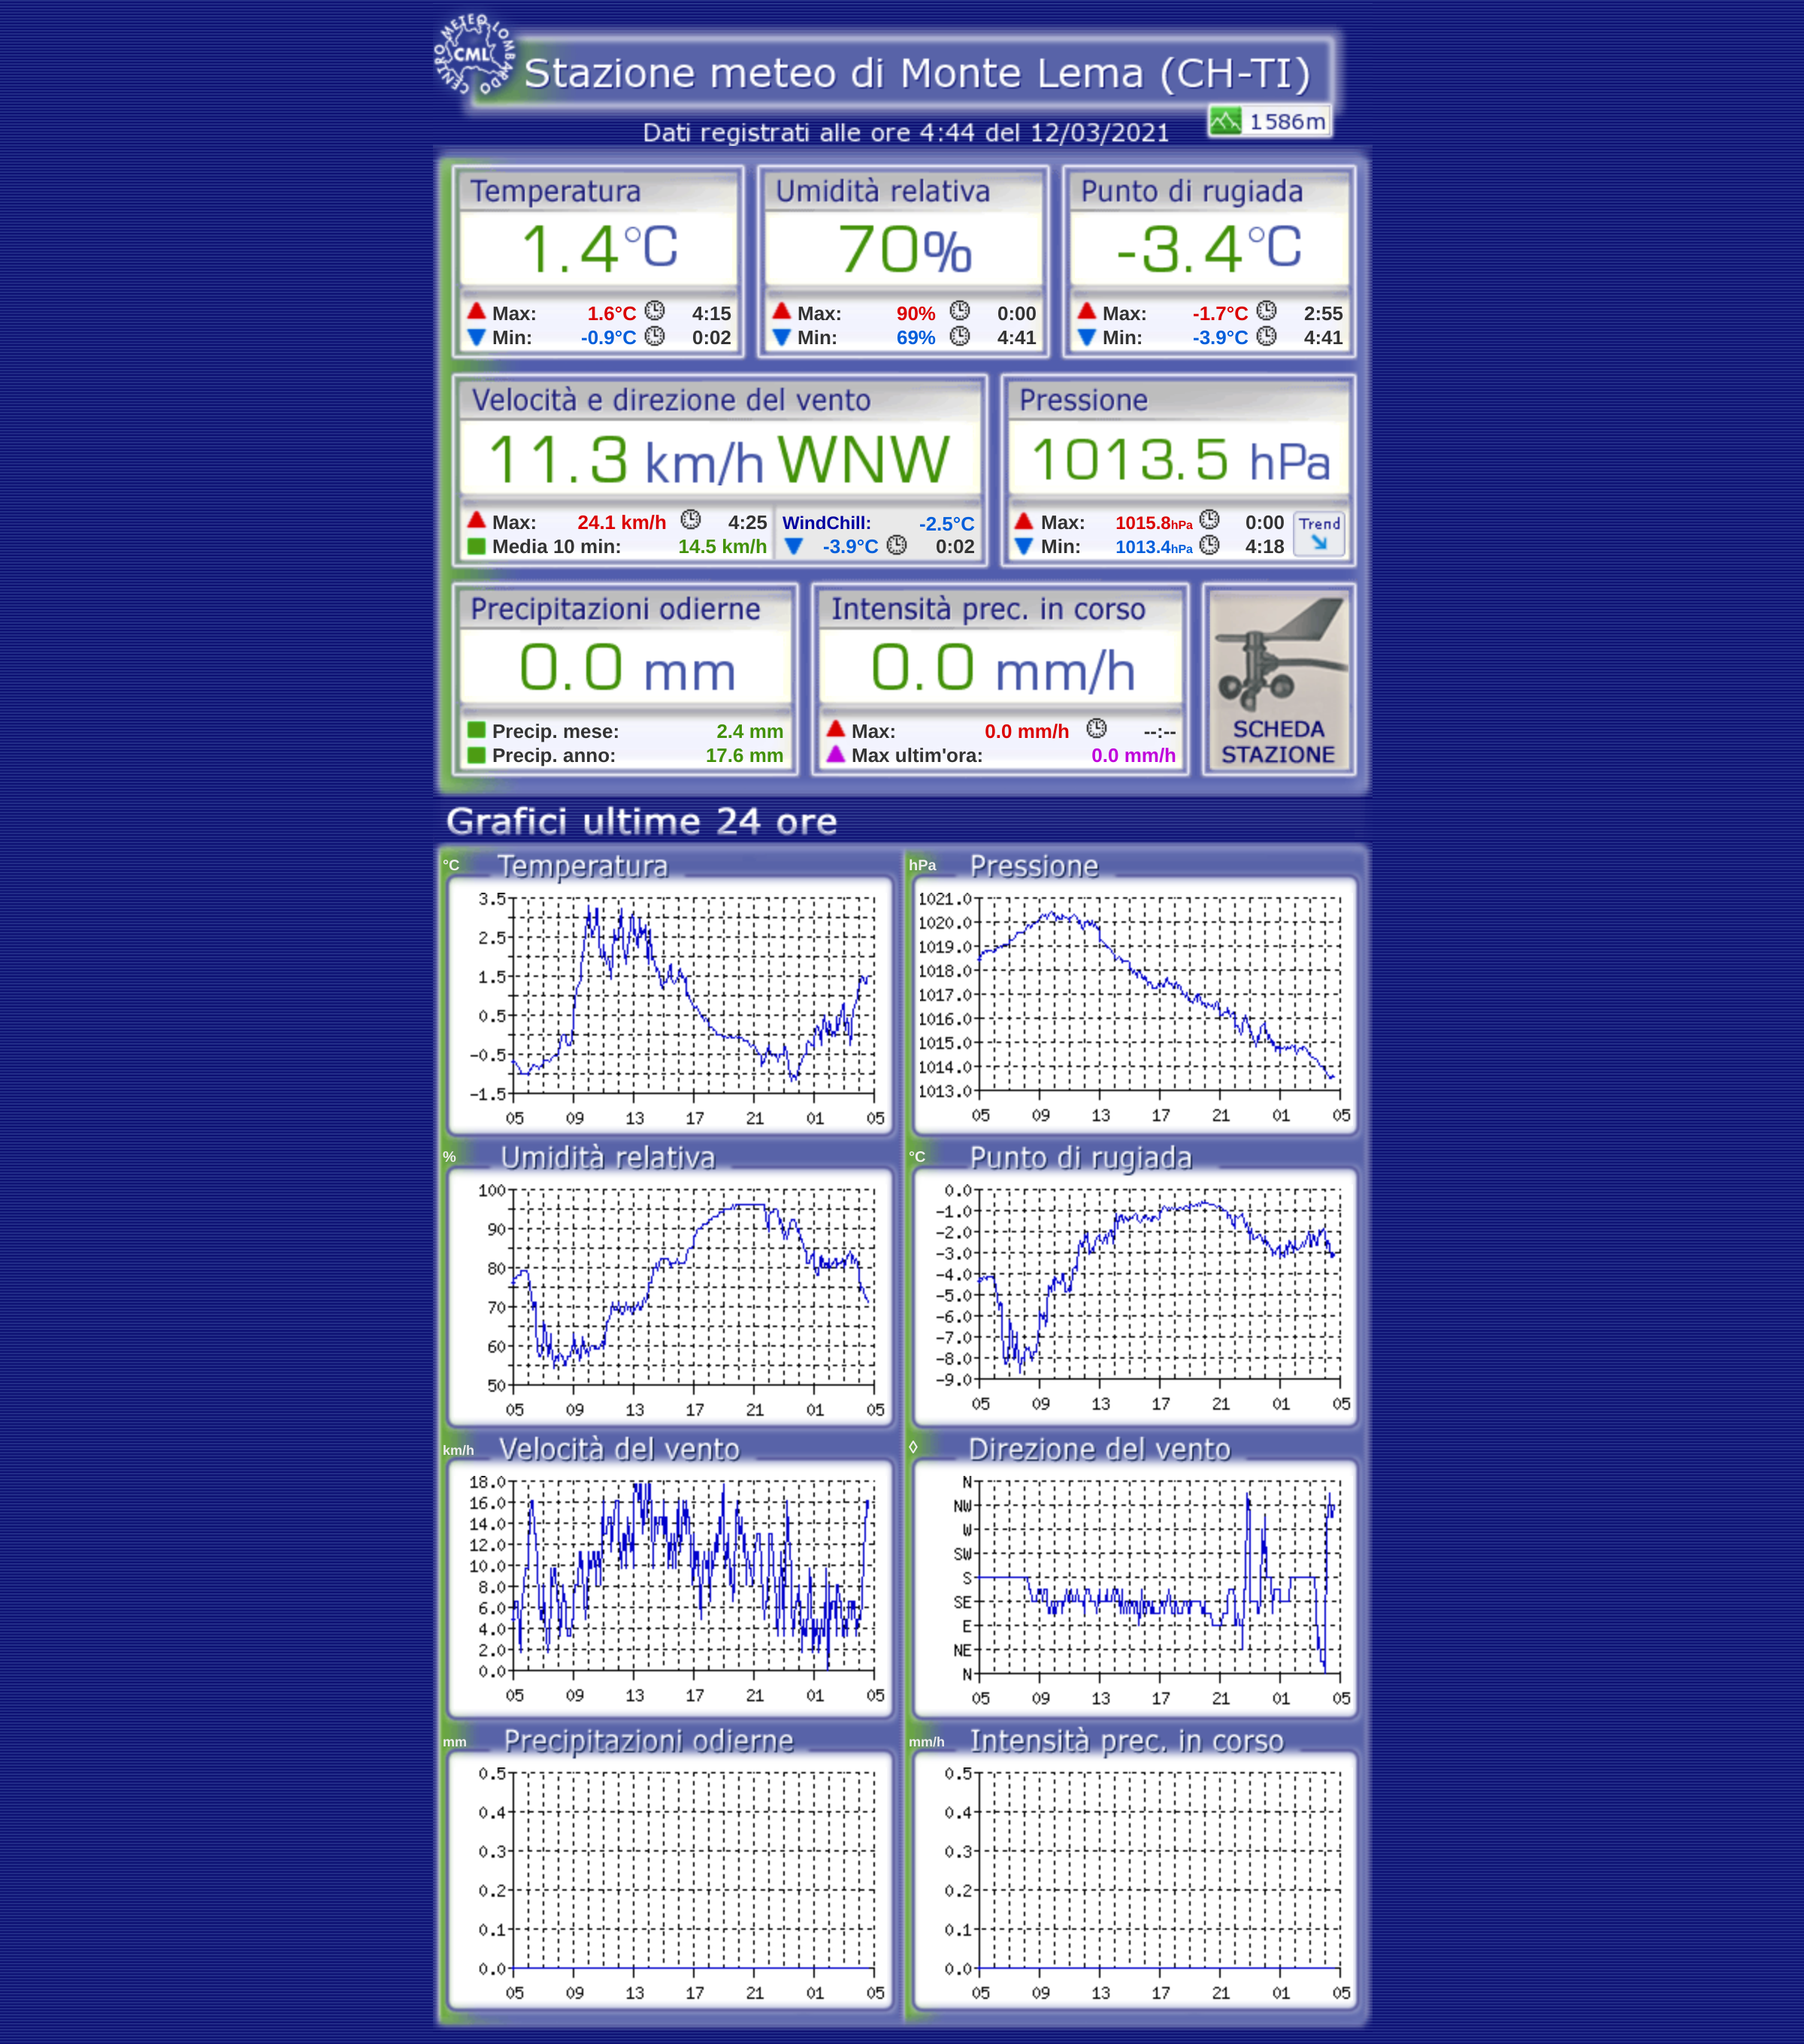 CENTRO METEO LOMBARDO
CML
Stazione meteo di Monte Lema (CH-TI)
1586m
Dati registrati alle ore 4:44 del 12/03/2021
Temperatura
1.4°C
Max: 1.6°C 4:15
Min: -0.9°C 0:02
Umidità relativa
70%
Max: 90% 0:00
Min: 69% 4:41
Punto di rugiada
-3.4°C
Max: -1.7°C 2:55
Min: -3.9°C 4:41
Velocità e direzione del vento
11.3 km/h WNW
Max: 24.1 km/h 4:25
Media 10 min: 14.5 km/h
WindChill: -2.5°C
-3.9°C 0:02
Pressione
1013.5 hPa
Max: 1015.8hPa 0:00
Min: 1013.4hPa 4:18
Trend
Precipitazioni odierne
0.0 mm
Precip. mese: 2.4 mm
Precip. anno: 17.6 mm
Intensità prec. in corso
0.0 mm/h
Max: 0.0 mm/h --:--
Max ultim'ora: 0.0 mm/h
SCHEDA
STAZIONE
Grafici ultime 24 ore
°C Temperatura
3.5
2.5
1.5
0.5
-0.5
-1.5
05 09 13 17 21 01 05
hPa Pressione
1021.0
1020.0
1019.0
1018.0
1017.0
1016.0
1015.0
1014.0
1013.0
05 09 13 17 21 01 05
% Umidità relativa
100
90
80
70
60
50
05 09 13 17 21 01 05
°C Punto di rugiada
0.0
-1.0
-2.0
-3.0
-4.0
-5.0
-6.0
-7.0
-8.0
-9.0
05 09 13 17 21 01 05
km/h Velocità del vento
18.0
16.0
14.0
12.0
10.0
8.0
6.0
4.0
2.0
0.0
05 09 13 17 21 01 05
◊ Direzione del vento
N
NW
W
SW
S
SE
E
NE
N
05 09 13 17 21 01 05
mm Precipitazioni odierne
0.5
0.4
0.3
0.2
0.1
0.0
05 09 13 17 21 01 05
mm/h Intensità prec. in corso
0.5
0.4
0.3
0.2
0.1
0.0
05 09 13 17 21 01 05